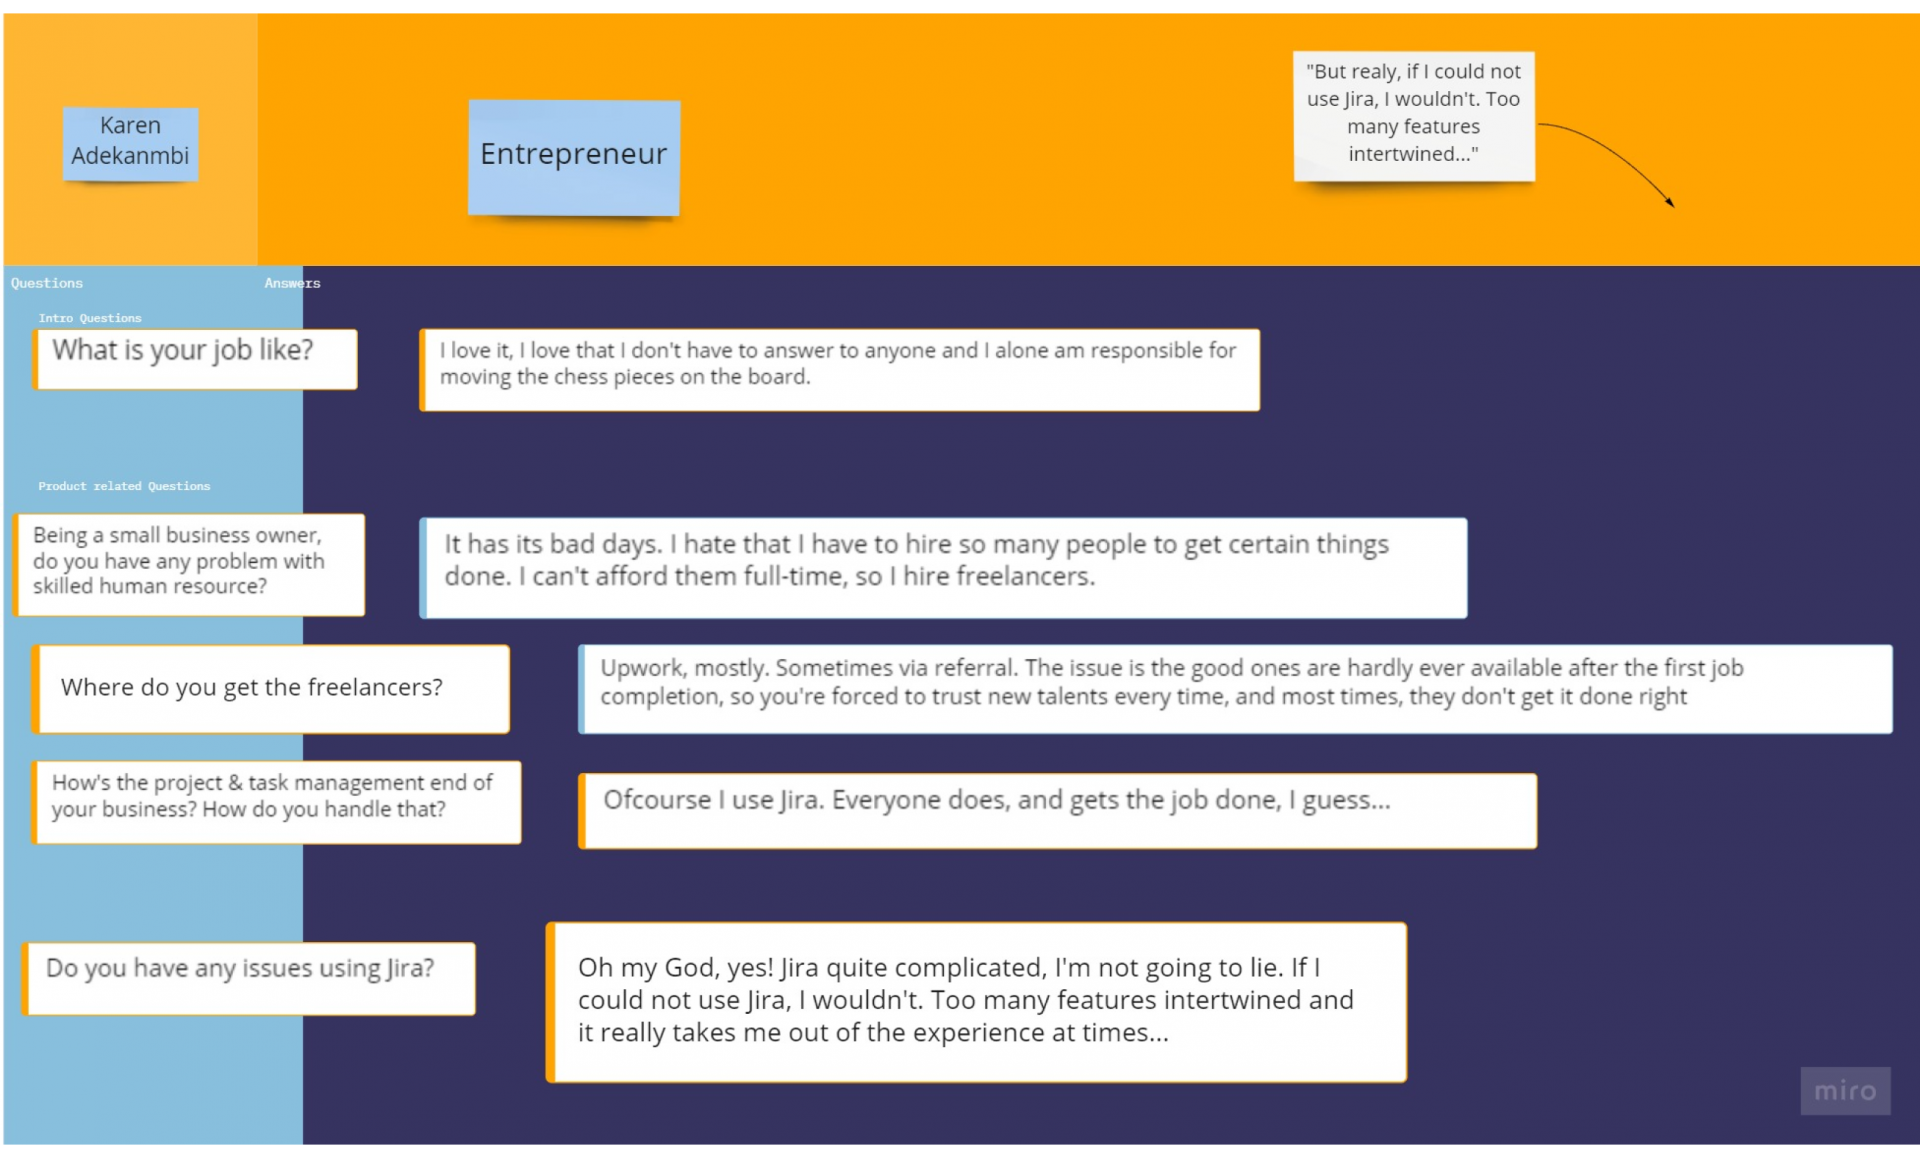 Karen
Adekanmbi
Entrepreneur
"But realy, if I could not
use Jira, I wouldn't. Too
many features
intertwined..."
Questions
Answers
Intro Questions
What is your job like?
I love it, I love that I don't have to answer to anyone and I alone am responsible for
moving the chess pieces on the board.
Product related Questions
Being a small business owner,
do you have any problem with
skilled human resource?
It has its bad days. I hate that I have to hire so many people to get certain things
done. I can't afford them full-time, so I hire freelancers.
Where do you get the freelancers?
Upwork, mostly. Sometimes via referral. The issue is the good ones are hardly ever available after the first job
completion, so you're forced to trust new talents every time, and most times, they don't get it done right
How's the project & task management end of
your business? How do you handle that?
Ofcourse I use Jira. Everyone does, and gets the job done, I guess...
Do you have any issues using Jira?
Oh my God, yes! Jira quite complicated, I'm not going to lie. If I
could not use Jira, I wouldn't. Too many features intertwined and
it really takes me out of the experience at times...
miro